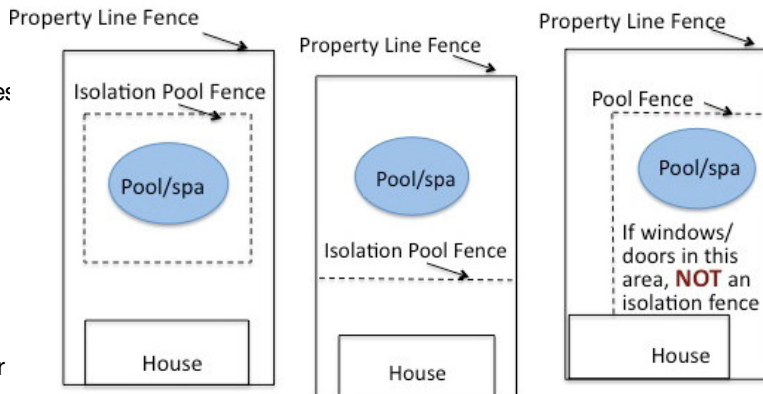 Property Line Fence
Isolation Pool Fence
Pool/spa
House
Property Line Fence
Pool/spa
Isolation Pool Fence
House
Property Line Fence
Pool Fence
Pool/spa
If windows/
doors in this
area, NOT an
isolation fence
House